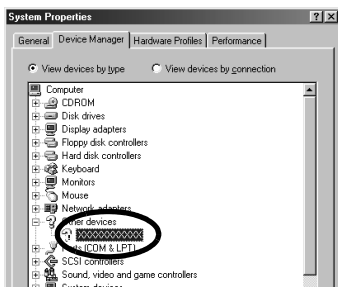 System Properties
General Device Manager Hardware Profiles Performance
View devices by type View devices by connection
Computer
CDROM
Disk drives
Display adapters
Floppy disk controllers
Hard disk controllers
Keyboard
Monitors
Mouse
Network adapters
Other devices
XXXXXXXXXXXX
Ports (COM & LPT)
SCSI controllers
Sound, video and game controllers
System devices